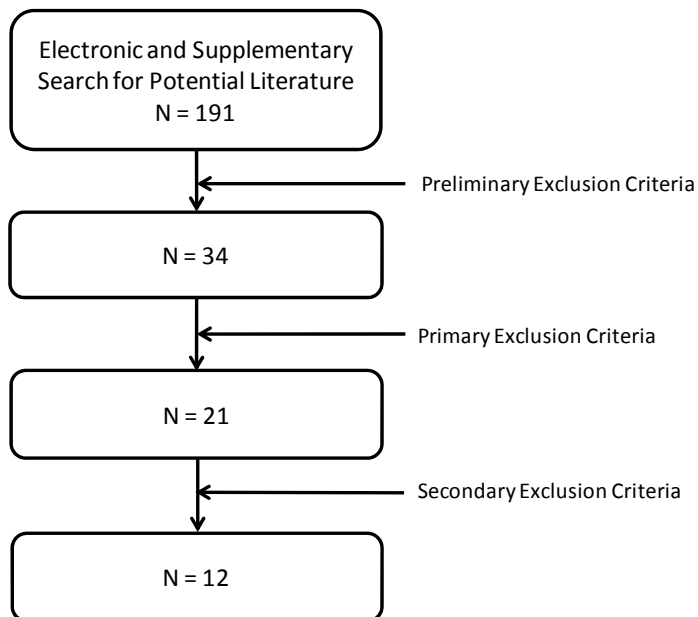 Electronic and Supplementary
Search for Potential Literature
N = 191
Preliminary Exclusion Criteria
N = 34
Primary Exclusion Criteria
N = 21
Secondary Exclusion Criteria
N = 12